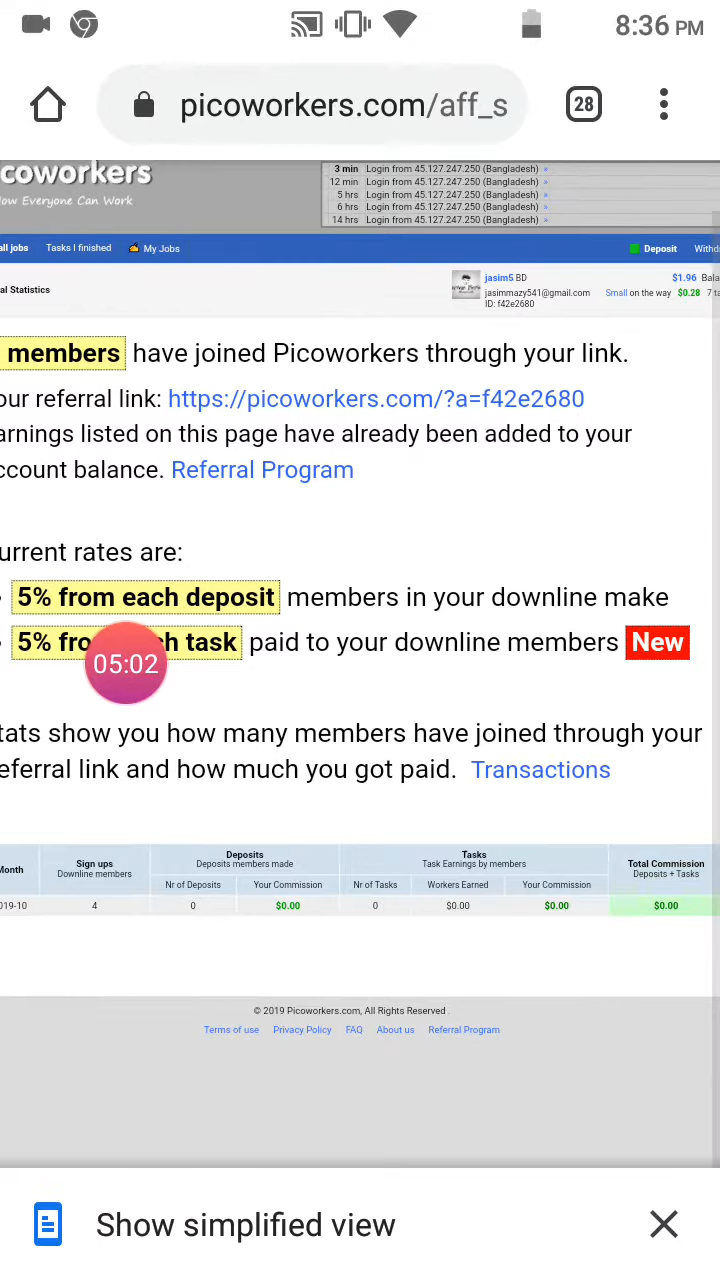 8:36 PM
picoworkers.com/aff_s
28
coworkers
ow Everyone Can Work
3 min Login from 45.127.247.250 (Bangladesh) »
12 min Login from 45.127.247.250 (Bangladesh) »
5 hrs Login from 45.127.247.250 (Bangladesh) »
6 hrs Login from 45.127.247.250 (Bangladesh) »
14 hrs Login from 45.127.247.250 (Bangladesh) »
all jobs Tasks I finished My Jobs Deposit Withd
al Statistics
jasim5 BD $1.96 Bala
jasimmazy541@gmail.com Small on the way $0.28 7 ta
ID: f42e2680
members have joined Picoworkers through your link.
our referral link: https://picoworkers.com/?a=f42e2680
arnings listed on this page have already been added to your
ccount balance. Referral Program
urrent rates are:
5% from each deposit members in your downline make
5% fro ch task paid to your downline members New
05:02
tats show you how many members have joined through your
eferral link and how much you got paid. Transactions
Month Sign ups Downline members Deposits Deposits members made Tasks Task Earnings by members Total Commission Deposits + Tasks
Nr of Deposits Your Commission Nr of Tasks Workers Earned Your Commission
019-10 4 0 $0.00 0 $0.00 $0.00 $0.00
© 2019 Picoworkers.com, All Rights Reserved .
Terms of use Privacy Policy FAQ About us Referral Program
Show simplified view